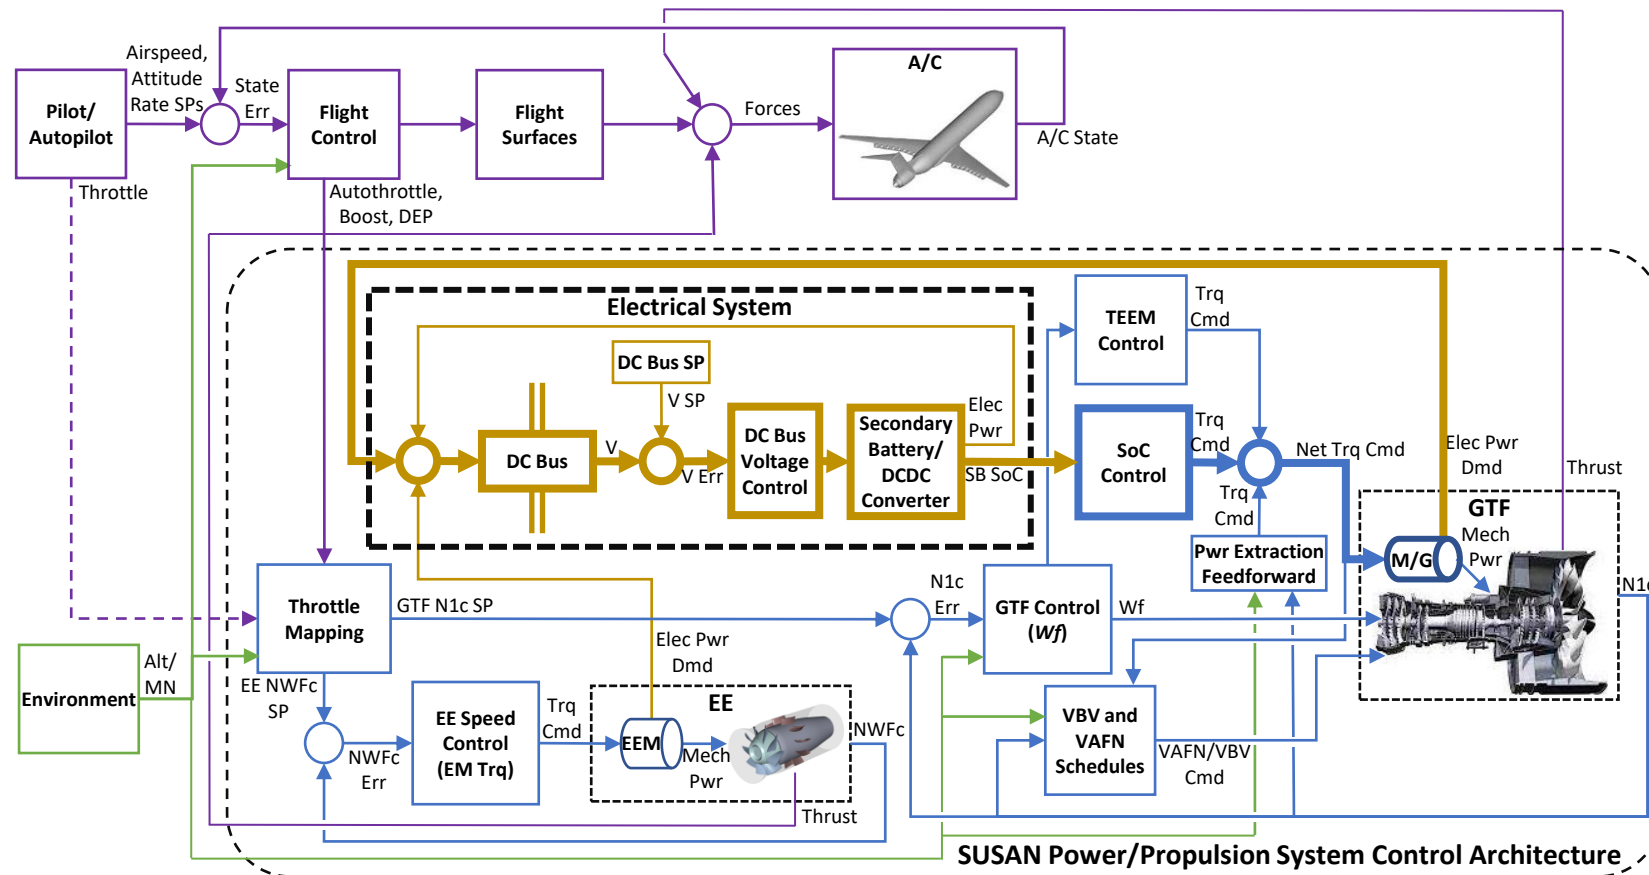 Airspeed,
Attitude
Rate SPs
State
Err
Pilot/
Autopilot
Flight
Control
Flight
Surfaces
Forces
A/C
A/C State
Throttle
Autothrottle,
Boost, DEP
Electrical System
DC Bus SP
V SP
DC Bus
V
V Err
DC Bus
Voltage
Control
Secondary
Battery/
DCDC
Converter
Elec
Pwr
SB SoC
TEEM
Control
Trq
Cmd
SoC
Control
Trq
Cmd
Net Trq Cmd
Trq
Cmd
Pwr Extraction
Feedforward
Elec Pwr
Dmd
Thrust
GTF
Mech
Pwr
M/G
N1c
Throttle
Mapping
GTF N1c SP
N1c
Err
GTF Control
(Wf)
Wf
Environment
Alt/
MN
EE NWFc
SP
NWFc
Err
EE Speed
Control
(EM Trq)
Trq
Cmd
Elec Pwr
Dmd
EE
EEM
Mech
Pwr
NWFc
Thrust
VBV and
VAFN
Schedules
VAFN/VBV
Cmd
SUSAN Power/Propulsion System Control Architecture